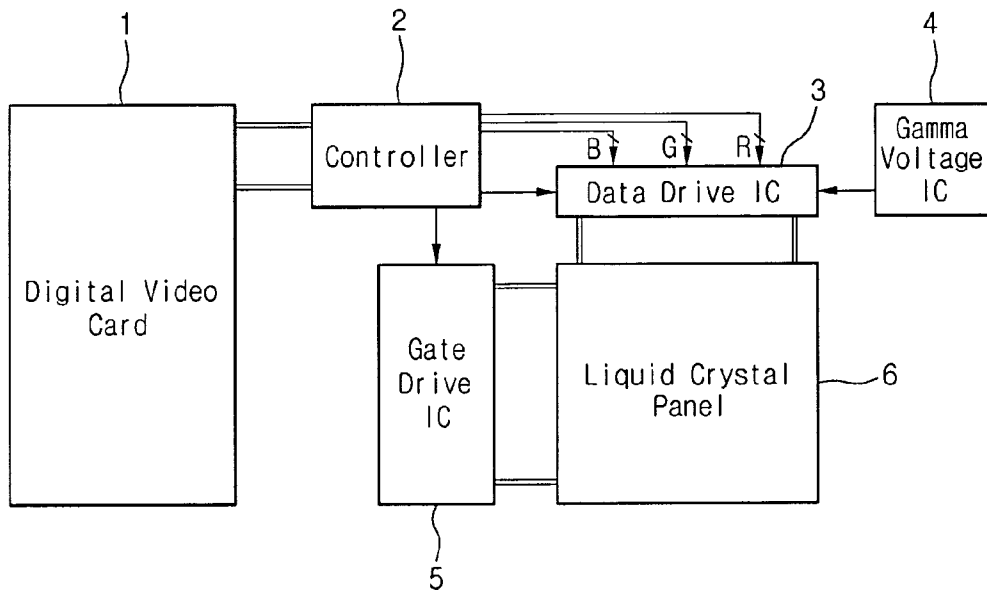 1
2
3
4
Controller
B
G
R
Gamma
Voltage
IC
Data Drive IC
Digital Video
Card
Gate
Drive
IC
Liquid Crystal
Panel
6
5